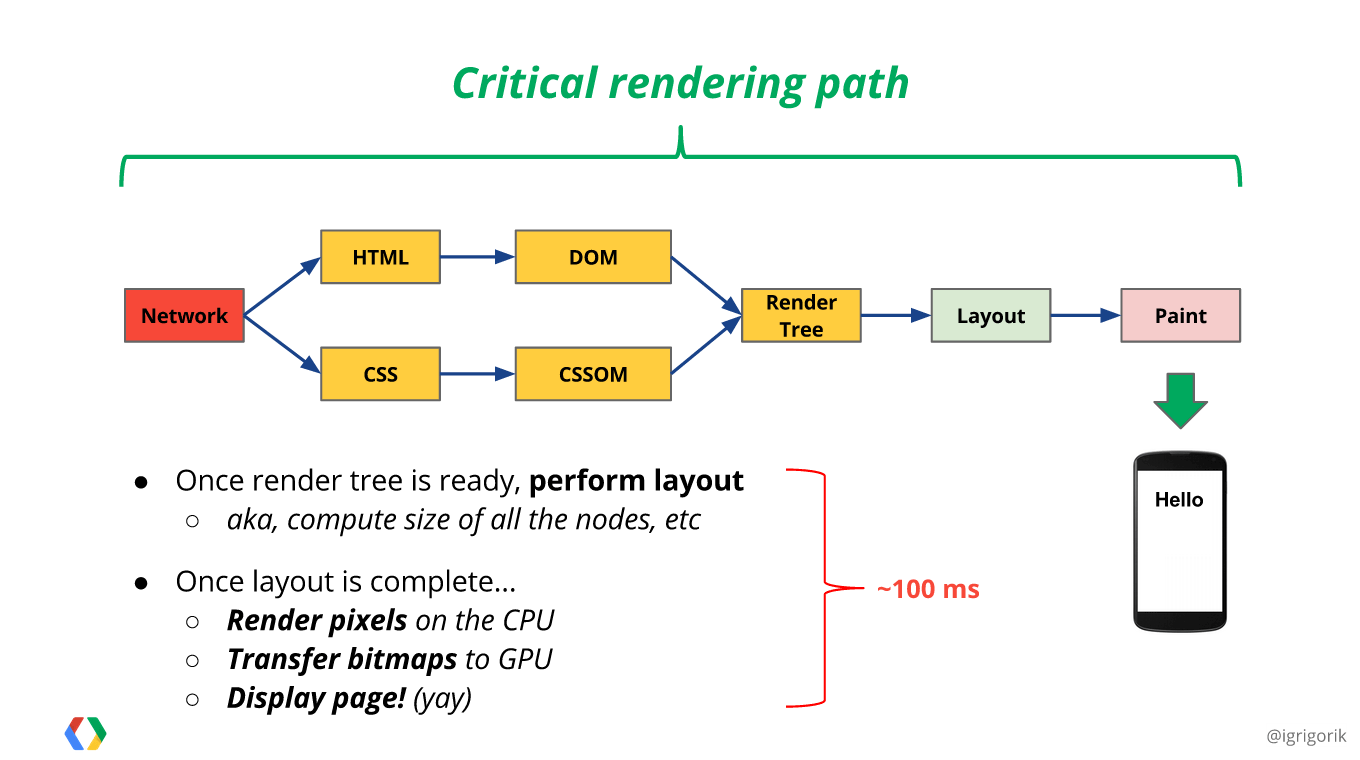 Critical rendering path
HTML
DOM
Network
Render
Tree
Layout
Paint
CSS
CSSOM
● Once render tree is ready, perform layout
○ aka, compute size of all the nodes, etc
● Once layout is complete...
○ Render pixels on the CPU
○ Transfer bitmaps to GPU
○ Display page! (yay)
~100 ms
Hello
@igrigorik